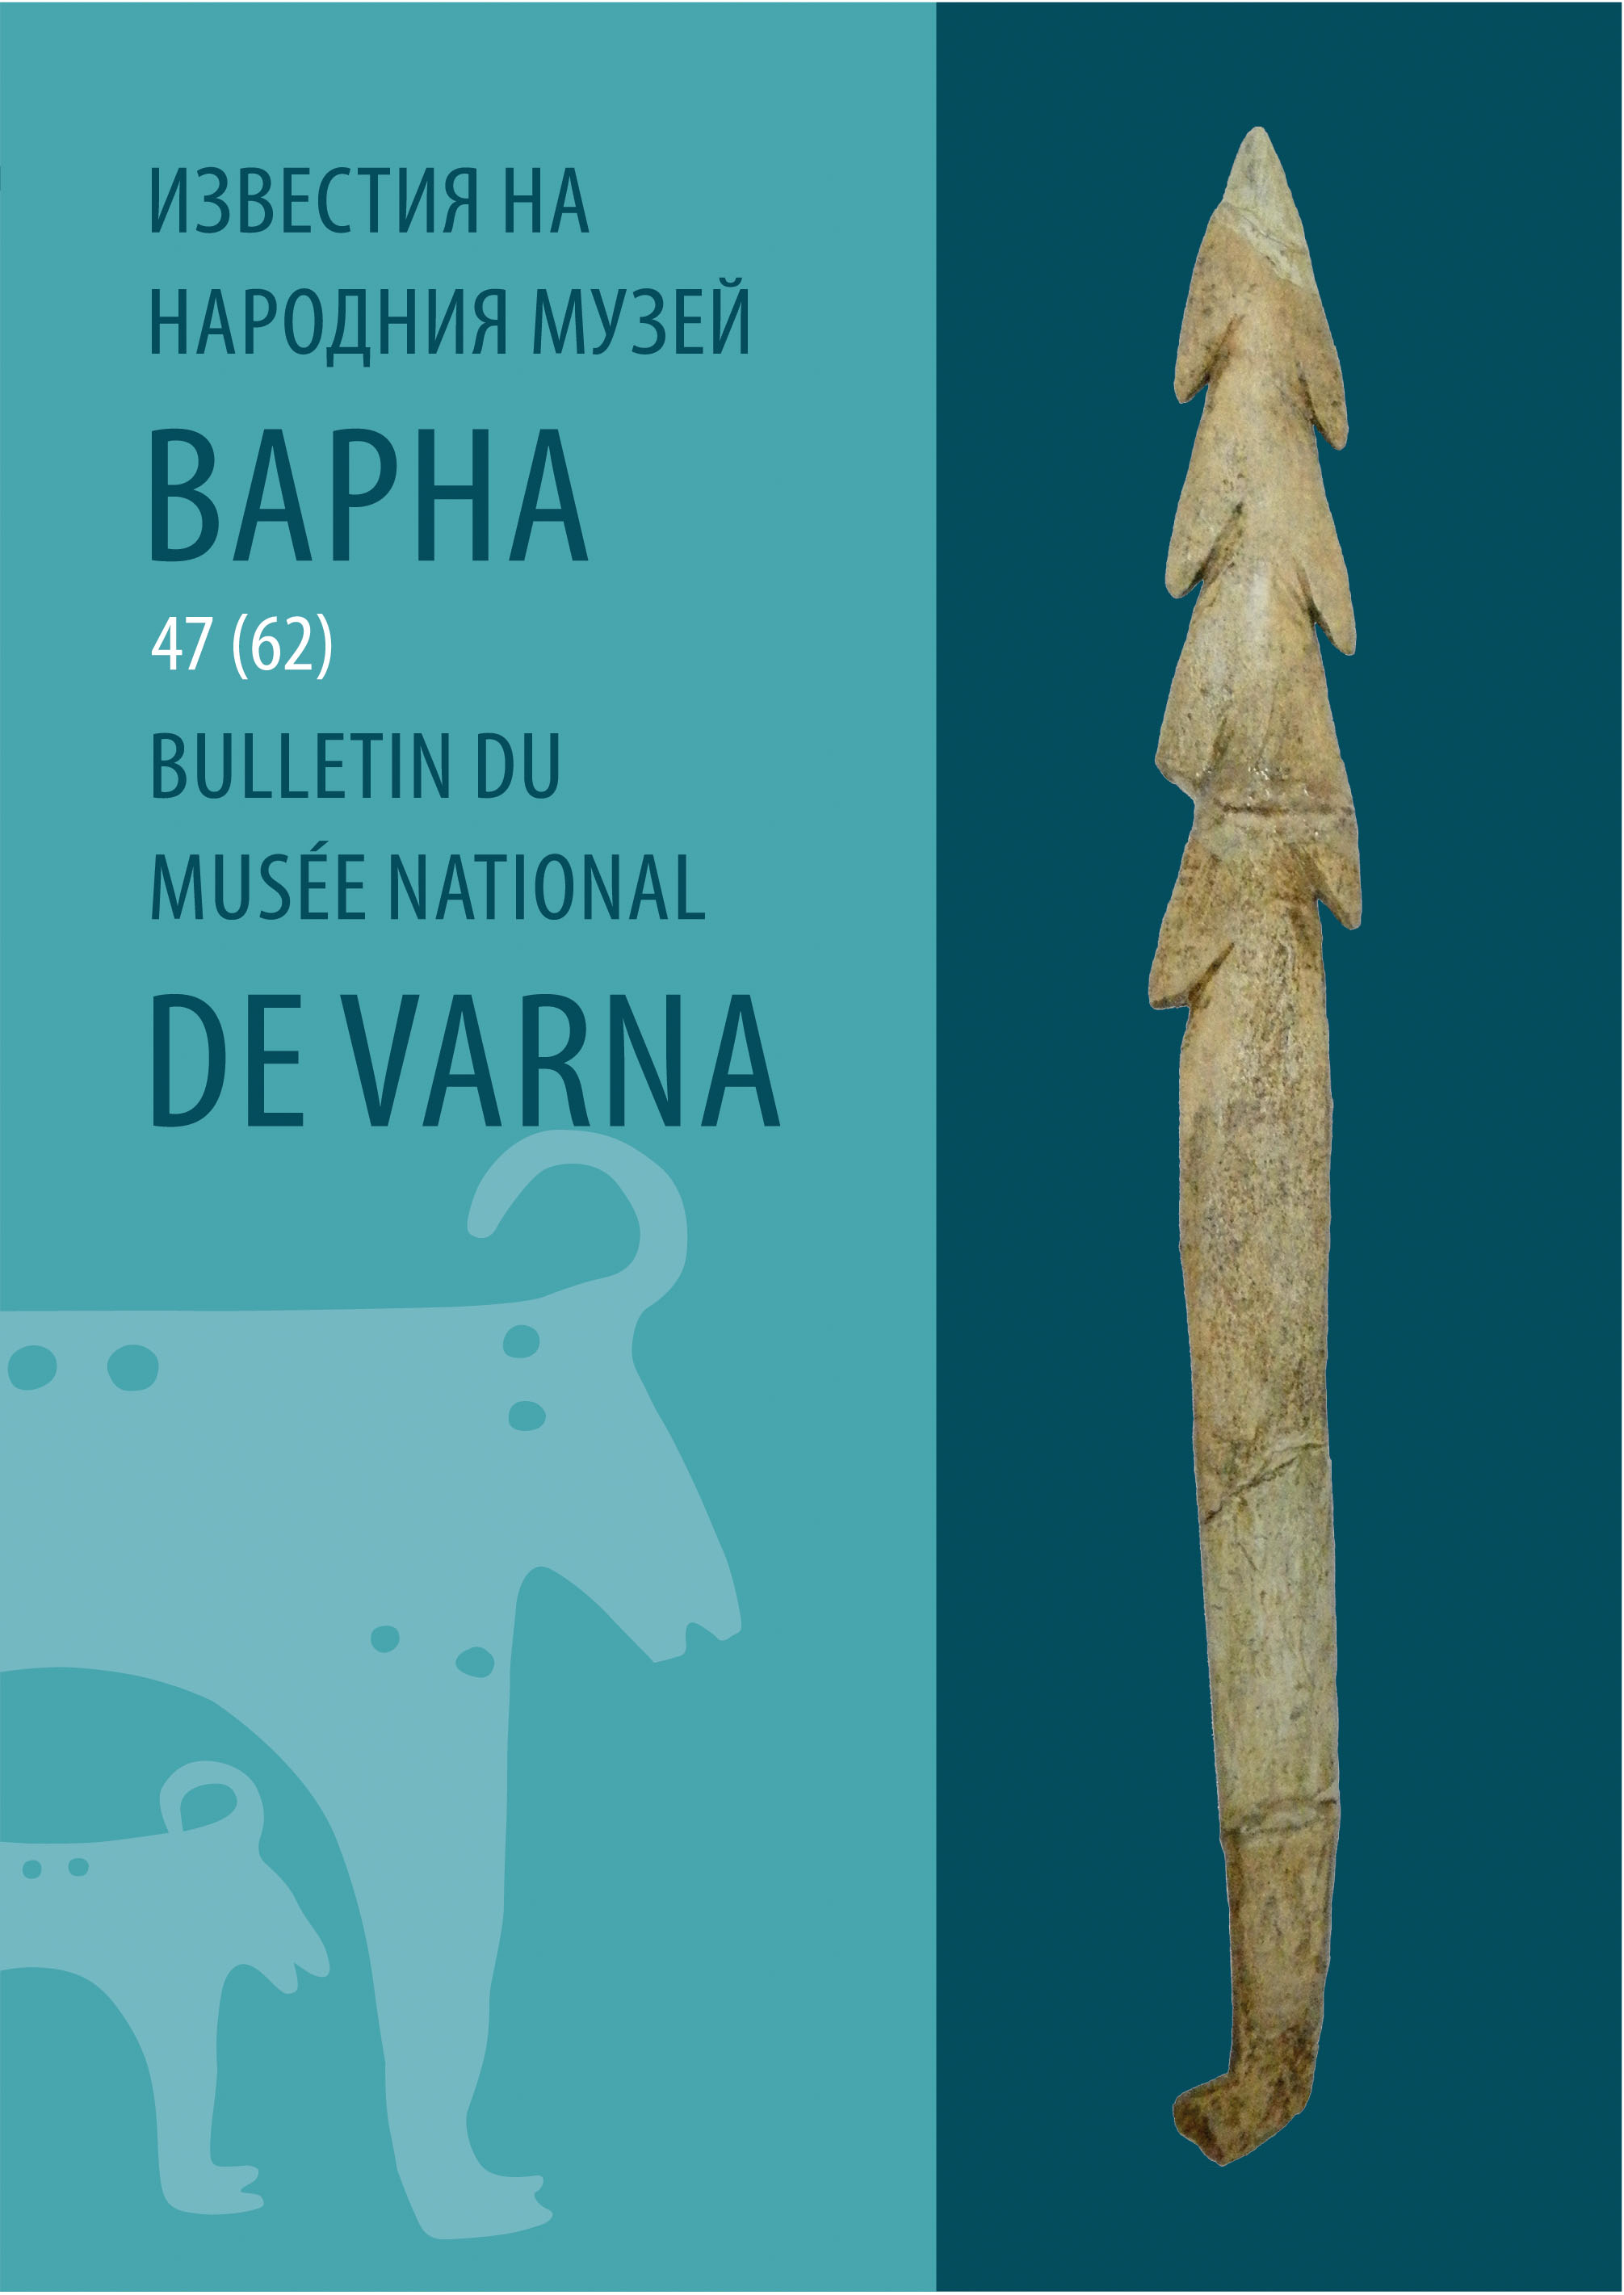 ИЗВЕСТИЯ НА
НАРОДНИЯ МУЗЕЙ
ВАРНА
47 (62)
BULLETIN DU
MUSÉE NATIONAL
DE VARNA